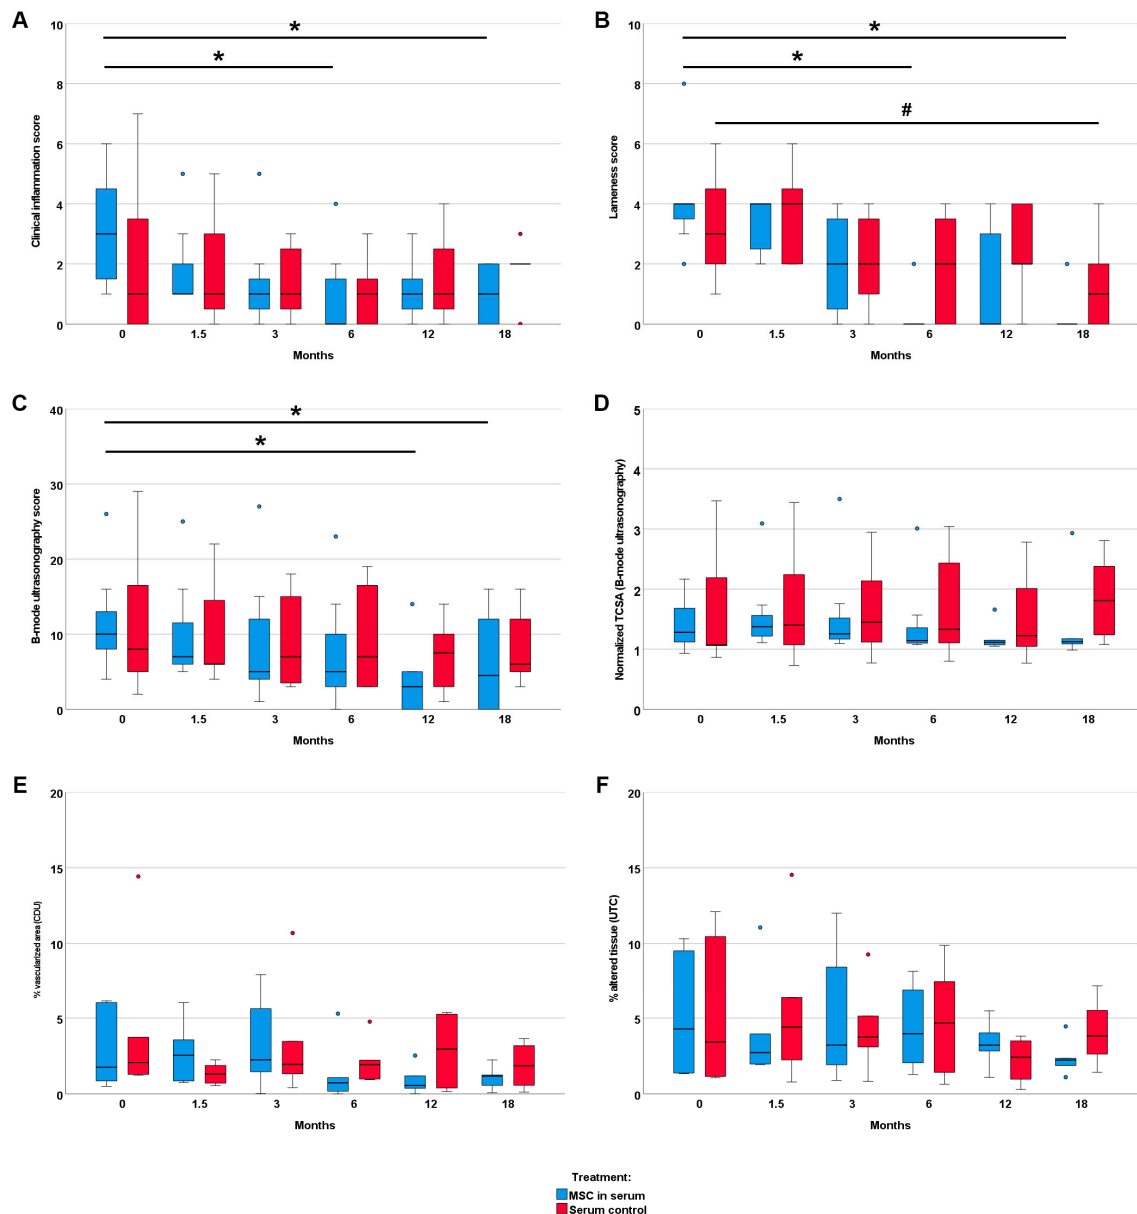 A
Clinical inflammation score
10
8
6
4
2
0
*
*
0 1.5 3 6 12 18
Months
B
Lameness score
10
8
6
4
2
0
*
*
#
0 1.5 3 6 12 18
Months
C
B-mode ultrasonography score
40
30
20
10
0
*
*
0 1.5 3 6 12 18
Months
D
Normalized TCSA (B-mode ultrasonography)
5
4
3
2
1
0
0 1.5 3 6 12 18
Months
E
% vascularized area (CDU)
20
15
10
5
0
0 1.5 3 6 12 18
Months
F
% altered tissue (UTC)
20
15
10
5
0
0 1.5 3 6 12 18
Months
Treatment:
MSC in serum
Serum control